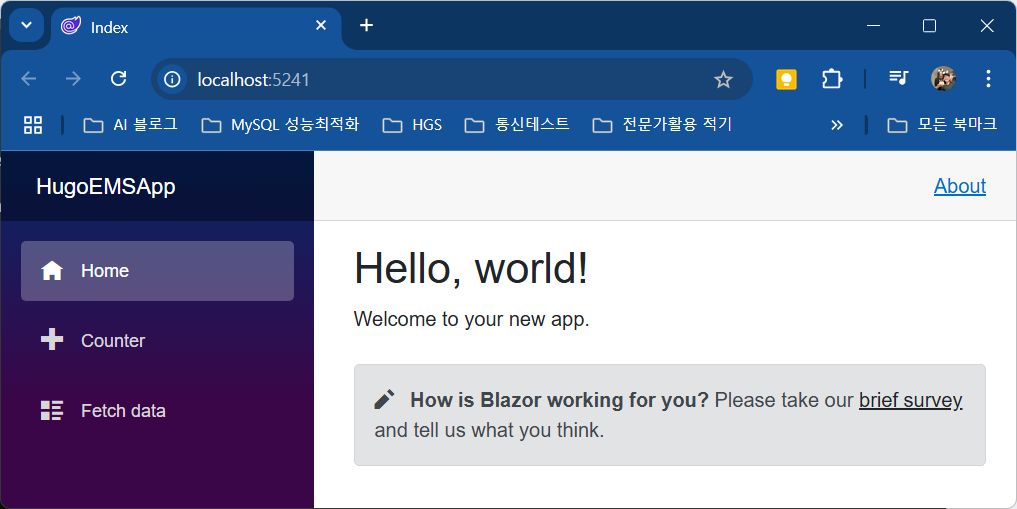 Index
localhost:5241
AI 블로그
MySQL 성능최적화
HGS
통신테스트
전문가활용 적기
모든 북마크
HugoEMSApp
About
Home
Counter
Fetch data
Hello, world!
Welcome to your new app.
How is Blazor working for you? Please take our brief survey
and tell us what you think.